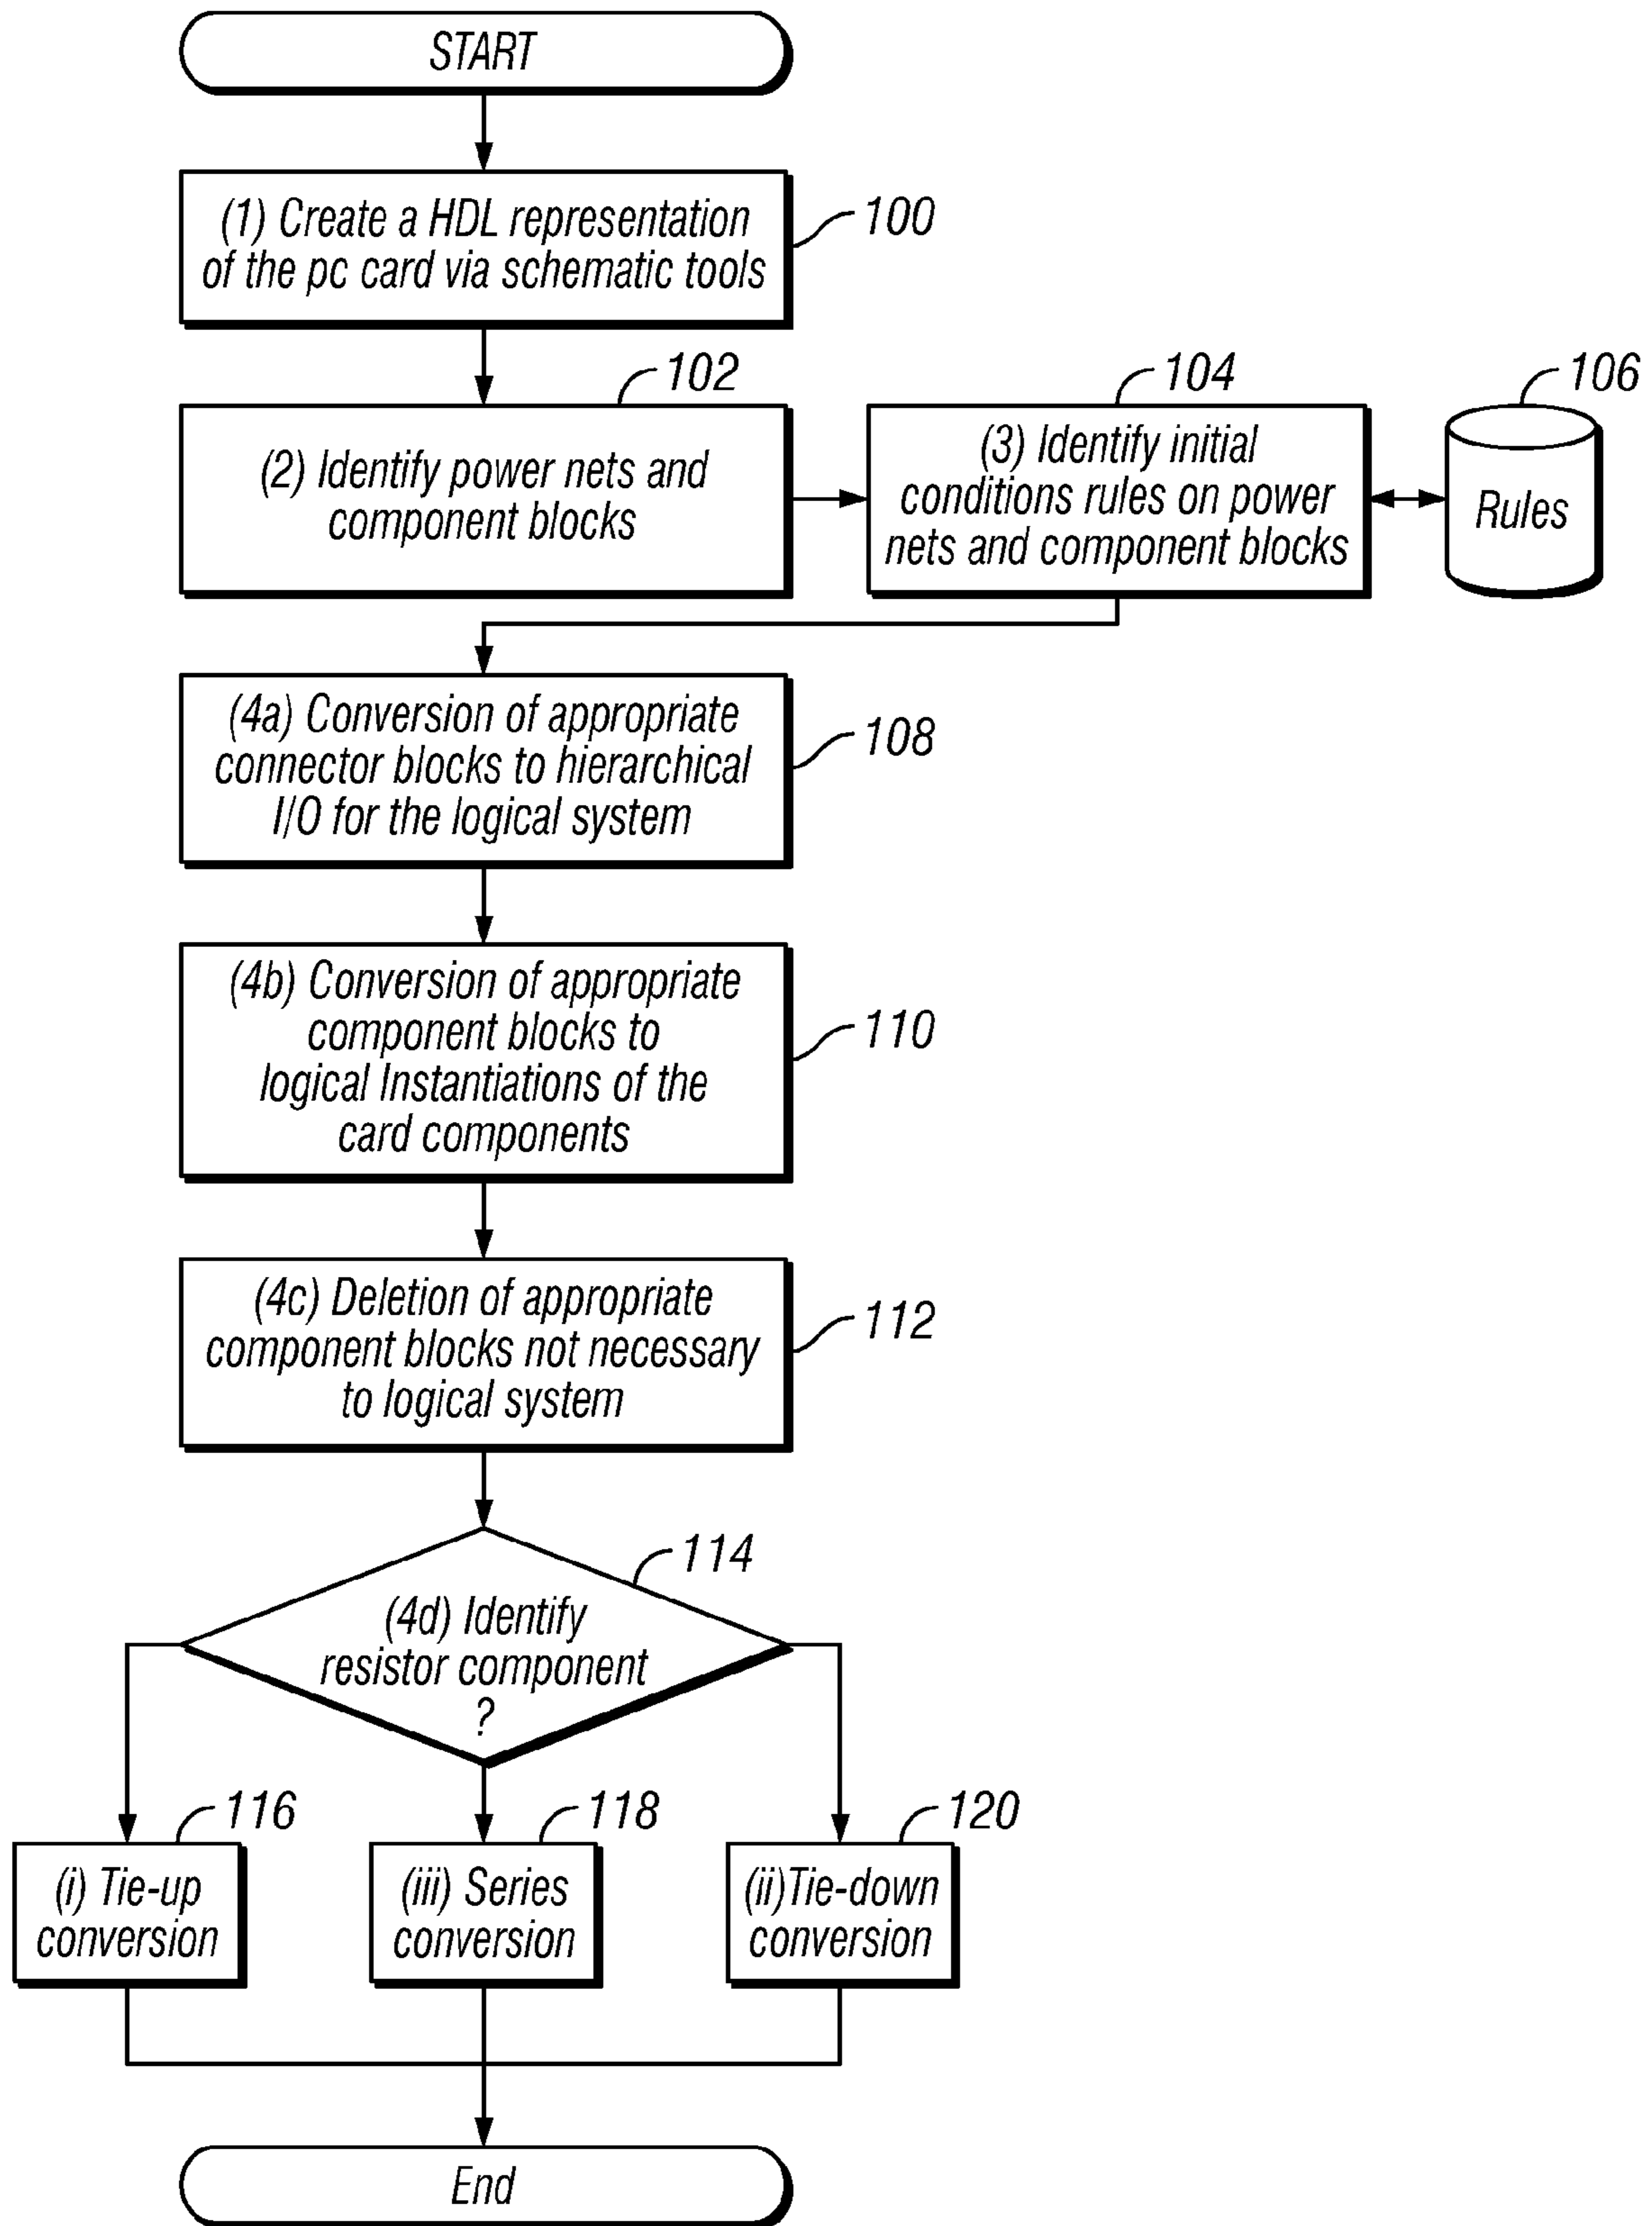 START
(1) Create a HDL representation
of the pc card via schematic tools
100
102
(2) Identify power nets and
component blocks
104
(3) Identify initial
conditions rules on power
nets and component blocks
106
Rules
(4a) Conversion of appropriate
connector blocks to hierarchical
I/O for the logical system
108
(4b) Conversion of appropriate
component blocks to
logical Instantiations of the
card components
110
(4c) Deletion of appropriate
component blocks not necessary
to logical system
112
114
(4d) Identify
resistor component
?
116
(i) Tie-up
conversion
118
(iii) Series
conversion
120
(ii)Tie-down
conversion
End